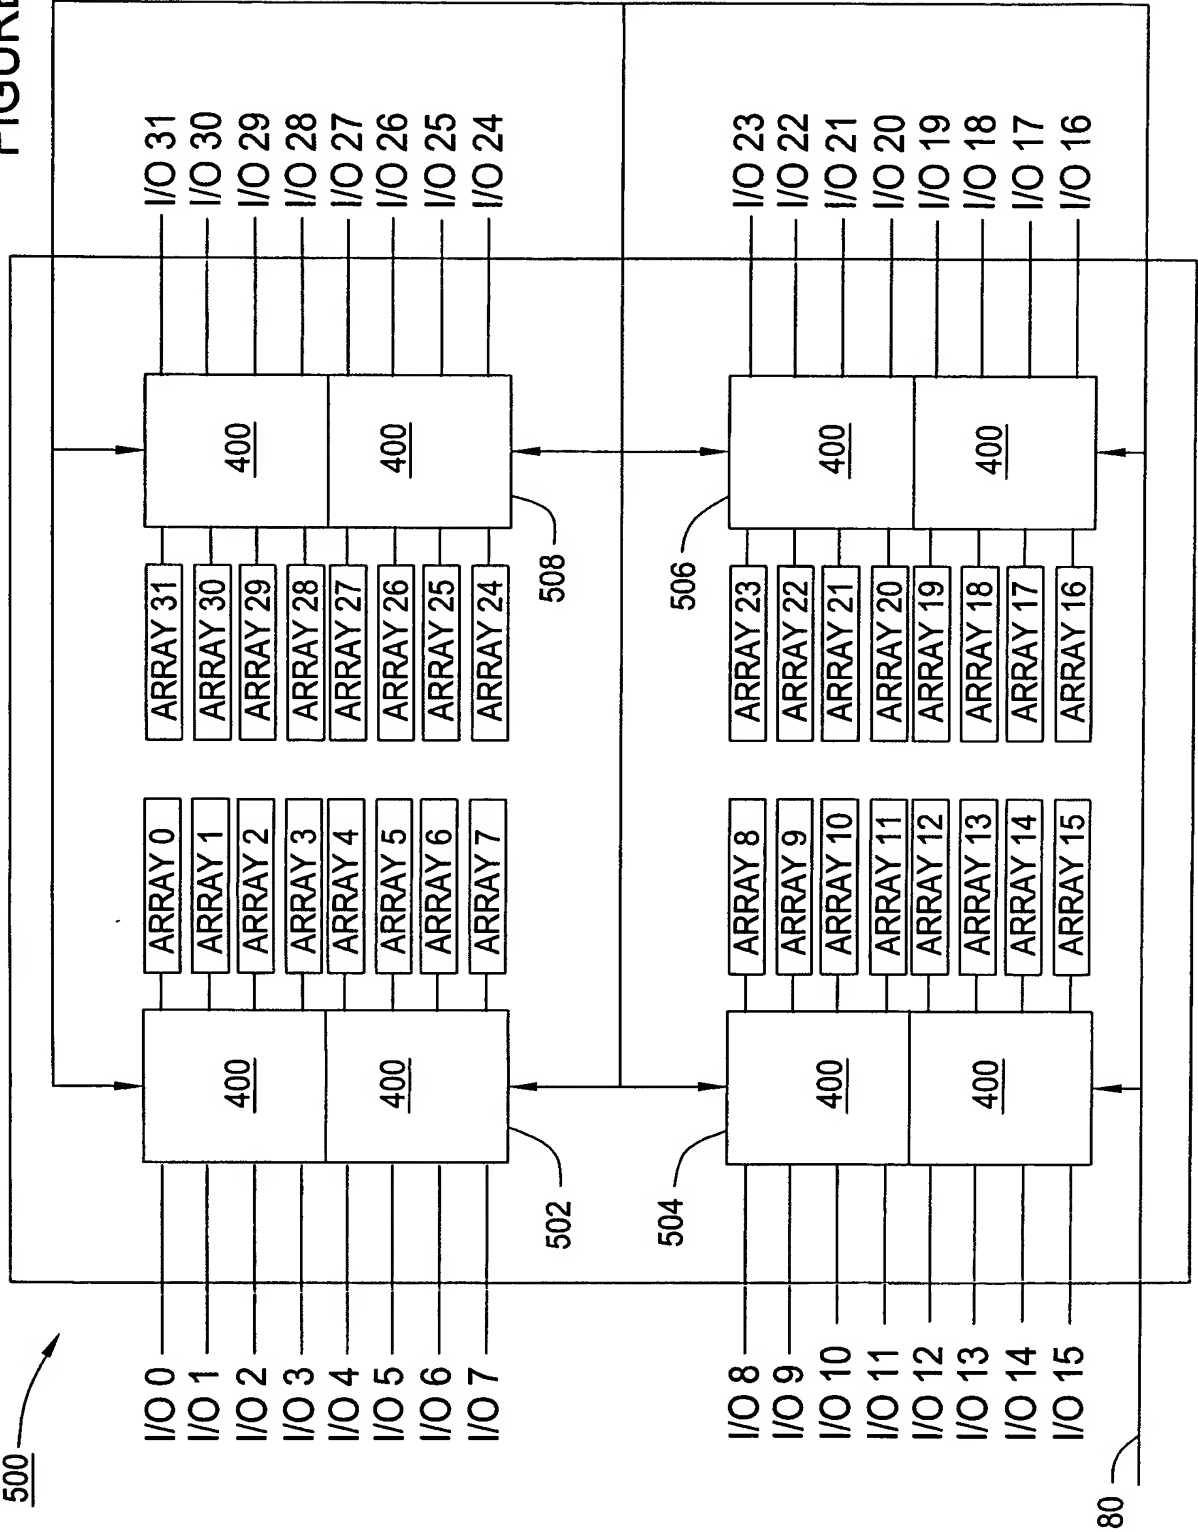 FIGURE
500
I/O 0
I/O 1
I/O 2
I/O 3
I/O 4
I/O 5
I/O 6
I/O 7
400
400
502
ARRAY 0
ARRAY 1
ARRAY 2
ARRAY 3
ARRAY 4
ARRAY 5
ARRAY 6
ARRAY 7
ARRAY 31
ARRAY 30
ARRAY 29
ARRAY 28
ARRAY 27
ARRAY 26
ARRAY 25
ARRAY 24
400
400
508
I/O 31
I/O 30
I/O 29
I/O 28
I/O 27
I/O 26
I/O 25
I/O 24
I/O 8
I/O 9
I/O 10
I/O 11
I/O 12
I/O 13
I/O 14
I/O 15
504
400
400
ARRAY 8
ARRAY 9
ARRAY 10
ARRAY 11
ARRAY 12
ARRAY 13
ARRAY 14
ARRAY 15
ARRAY 23
ARRAY 22
ARRAY 21
ARRAY 20
ARRAY 19
ARRAY 18
ARRAY 17
ARRAY 16
506
400
400
I/O 23
I/O 22
I/O 21
I/O 20
I/O 19
I/O 18
I/O 17
I/O 16
80